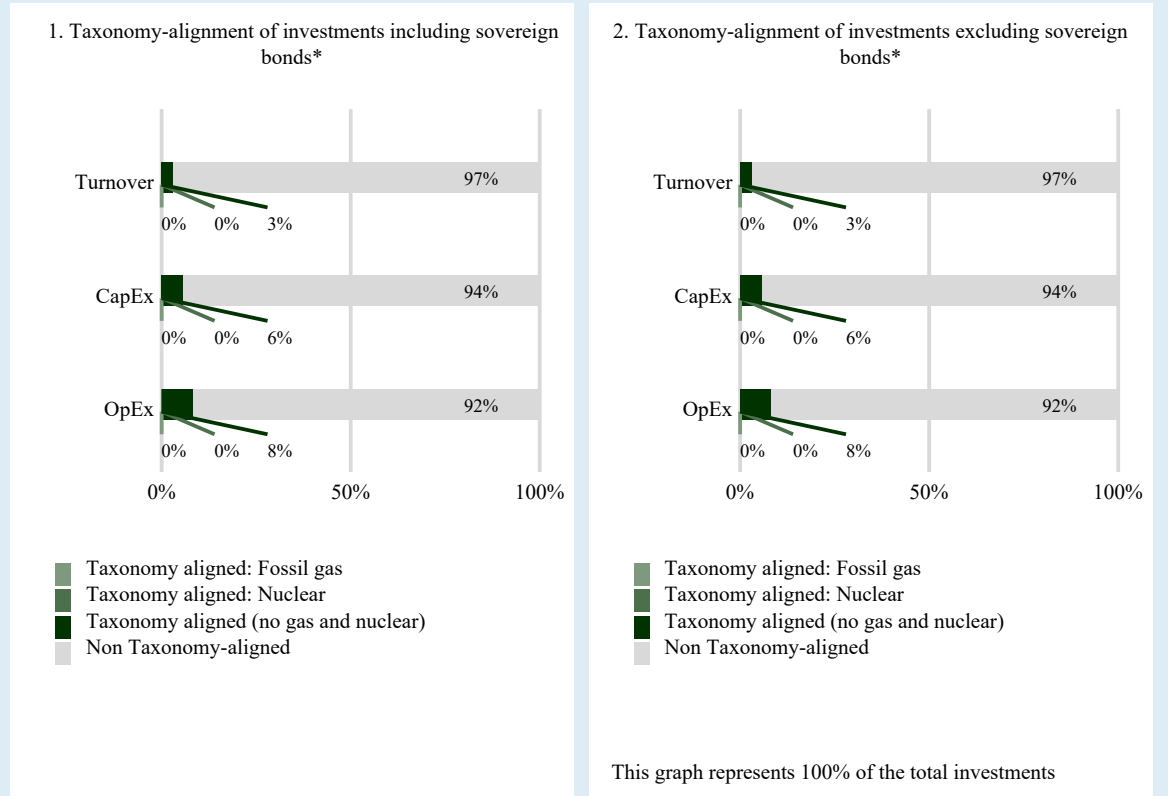 1. Taxonomy-alignment of investments including sovereign
bonds*
Turnover
97%
0% 0% 3%
CapEx
94%
0% 0% 6%
OpEx
92%
0% 0% 8%
0% 50% 100%
Taxonomy aligned: Fossil gas
Taxonomy aligned: Nuclear
Taxonomy aligned (no gas and nuclear)
Non Taxonomy-aligned
2. Taxonomy-alignment of investments excluding sovereign
bonds*
Turnover
97%
0% 0% 3%
CapEx
94%
0% 0% 6%
OpEx
92%
0% 0% 8%
0% 50% 100%
Taxonomy aligned: Fossil gas
Taxonomy aligned: Nuclear
Taxonomy aligned (no gas and nuclear)
Non Taxonomy-aligned
This graph represents 100% of the total investments